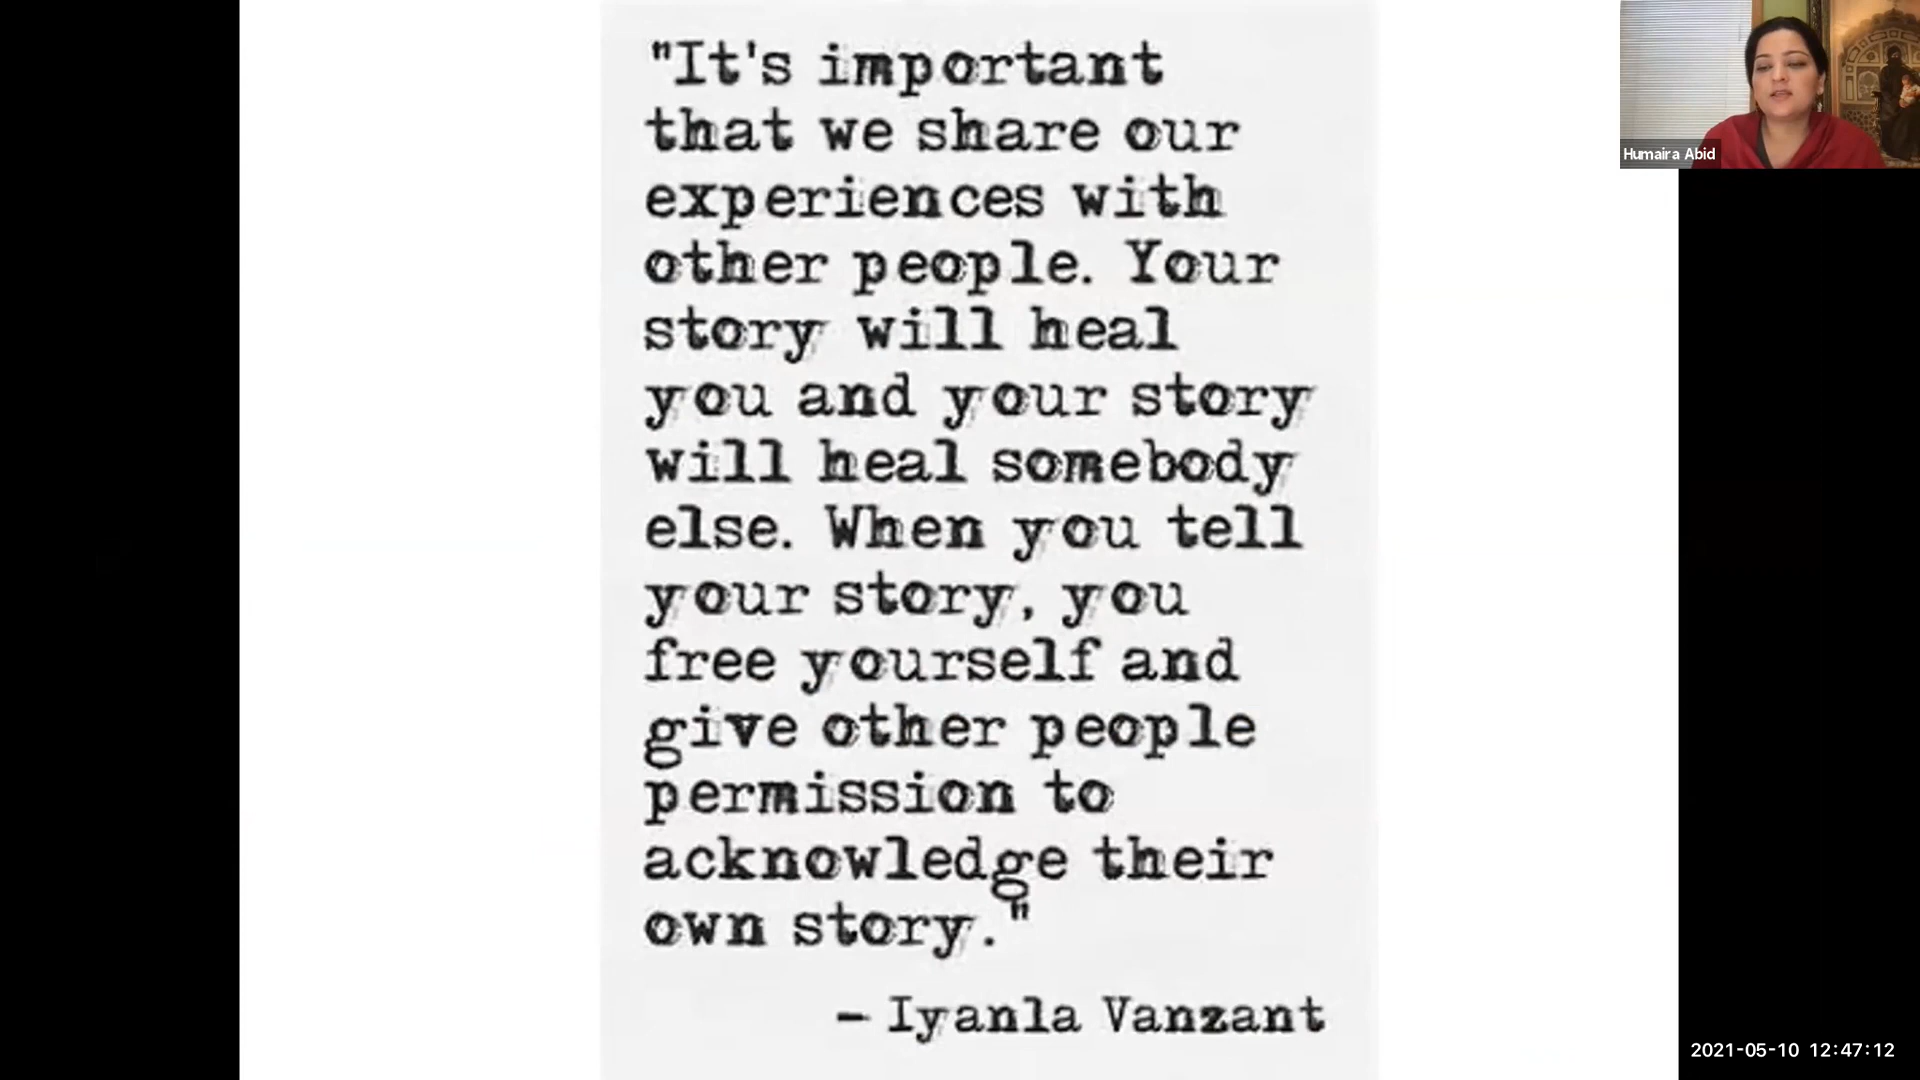 "It's important
that we share our
experiences with
other people. Your
story will heal
you and your story
will heal somebody
else. When you tell
your story, you
free yourself and
give other people
permission to
acknowledge their
own story."
– Iyanla Vanzant
Humaira Abid
2021-05-10 12:47:12